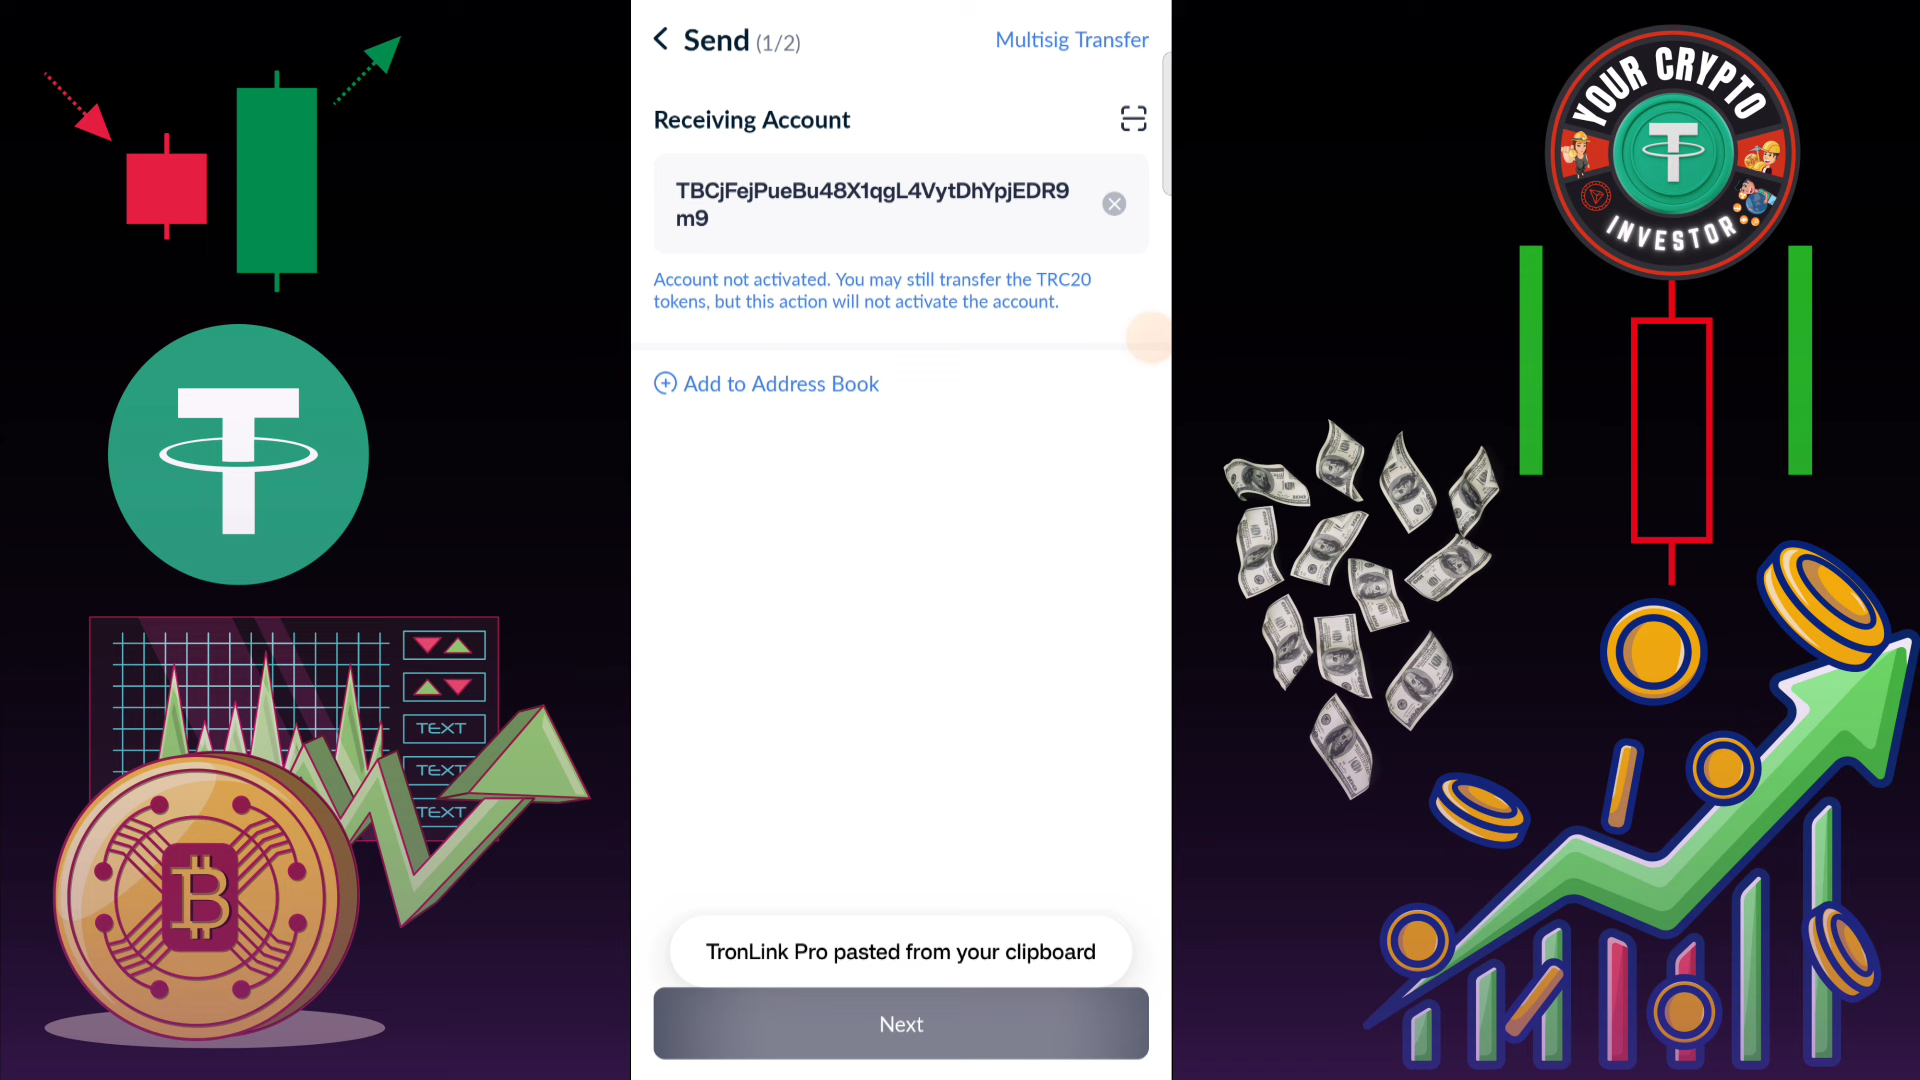 Send (1/2)
Multisig Transfer
Receiving Account
TBCjFejPueBu48X1qgL4VytDhYpjEDR9
m9
Account not activated. You may still transfer the TRC20
tokens, but this action will not activate the account.
Add to Address Book
TronLink Pro pasted from your clipboard
Next
YOUR CRYPTO
INVESTOR
TEXT
TEXT
TEXT